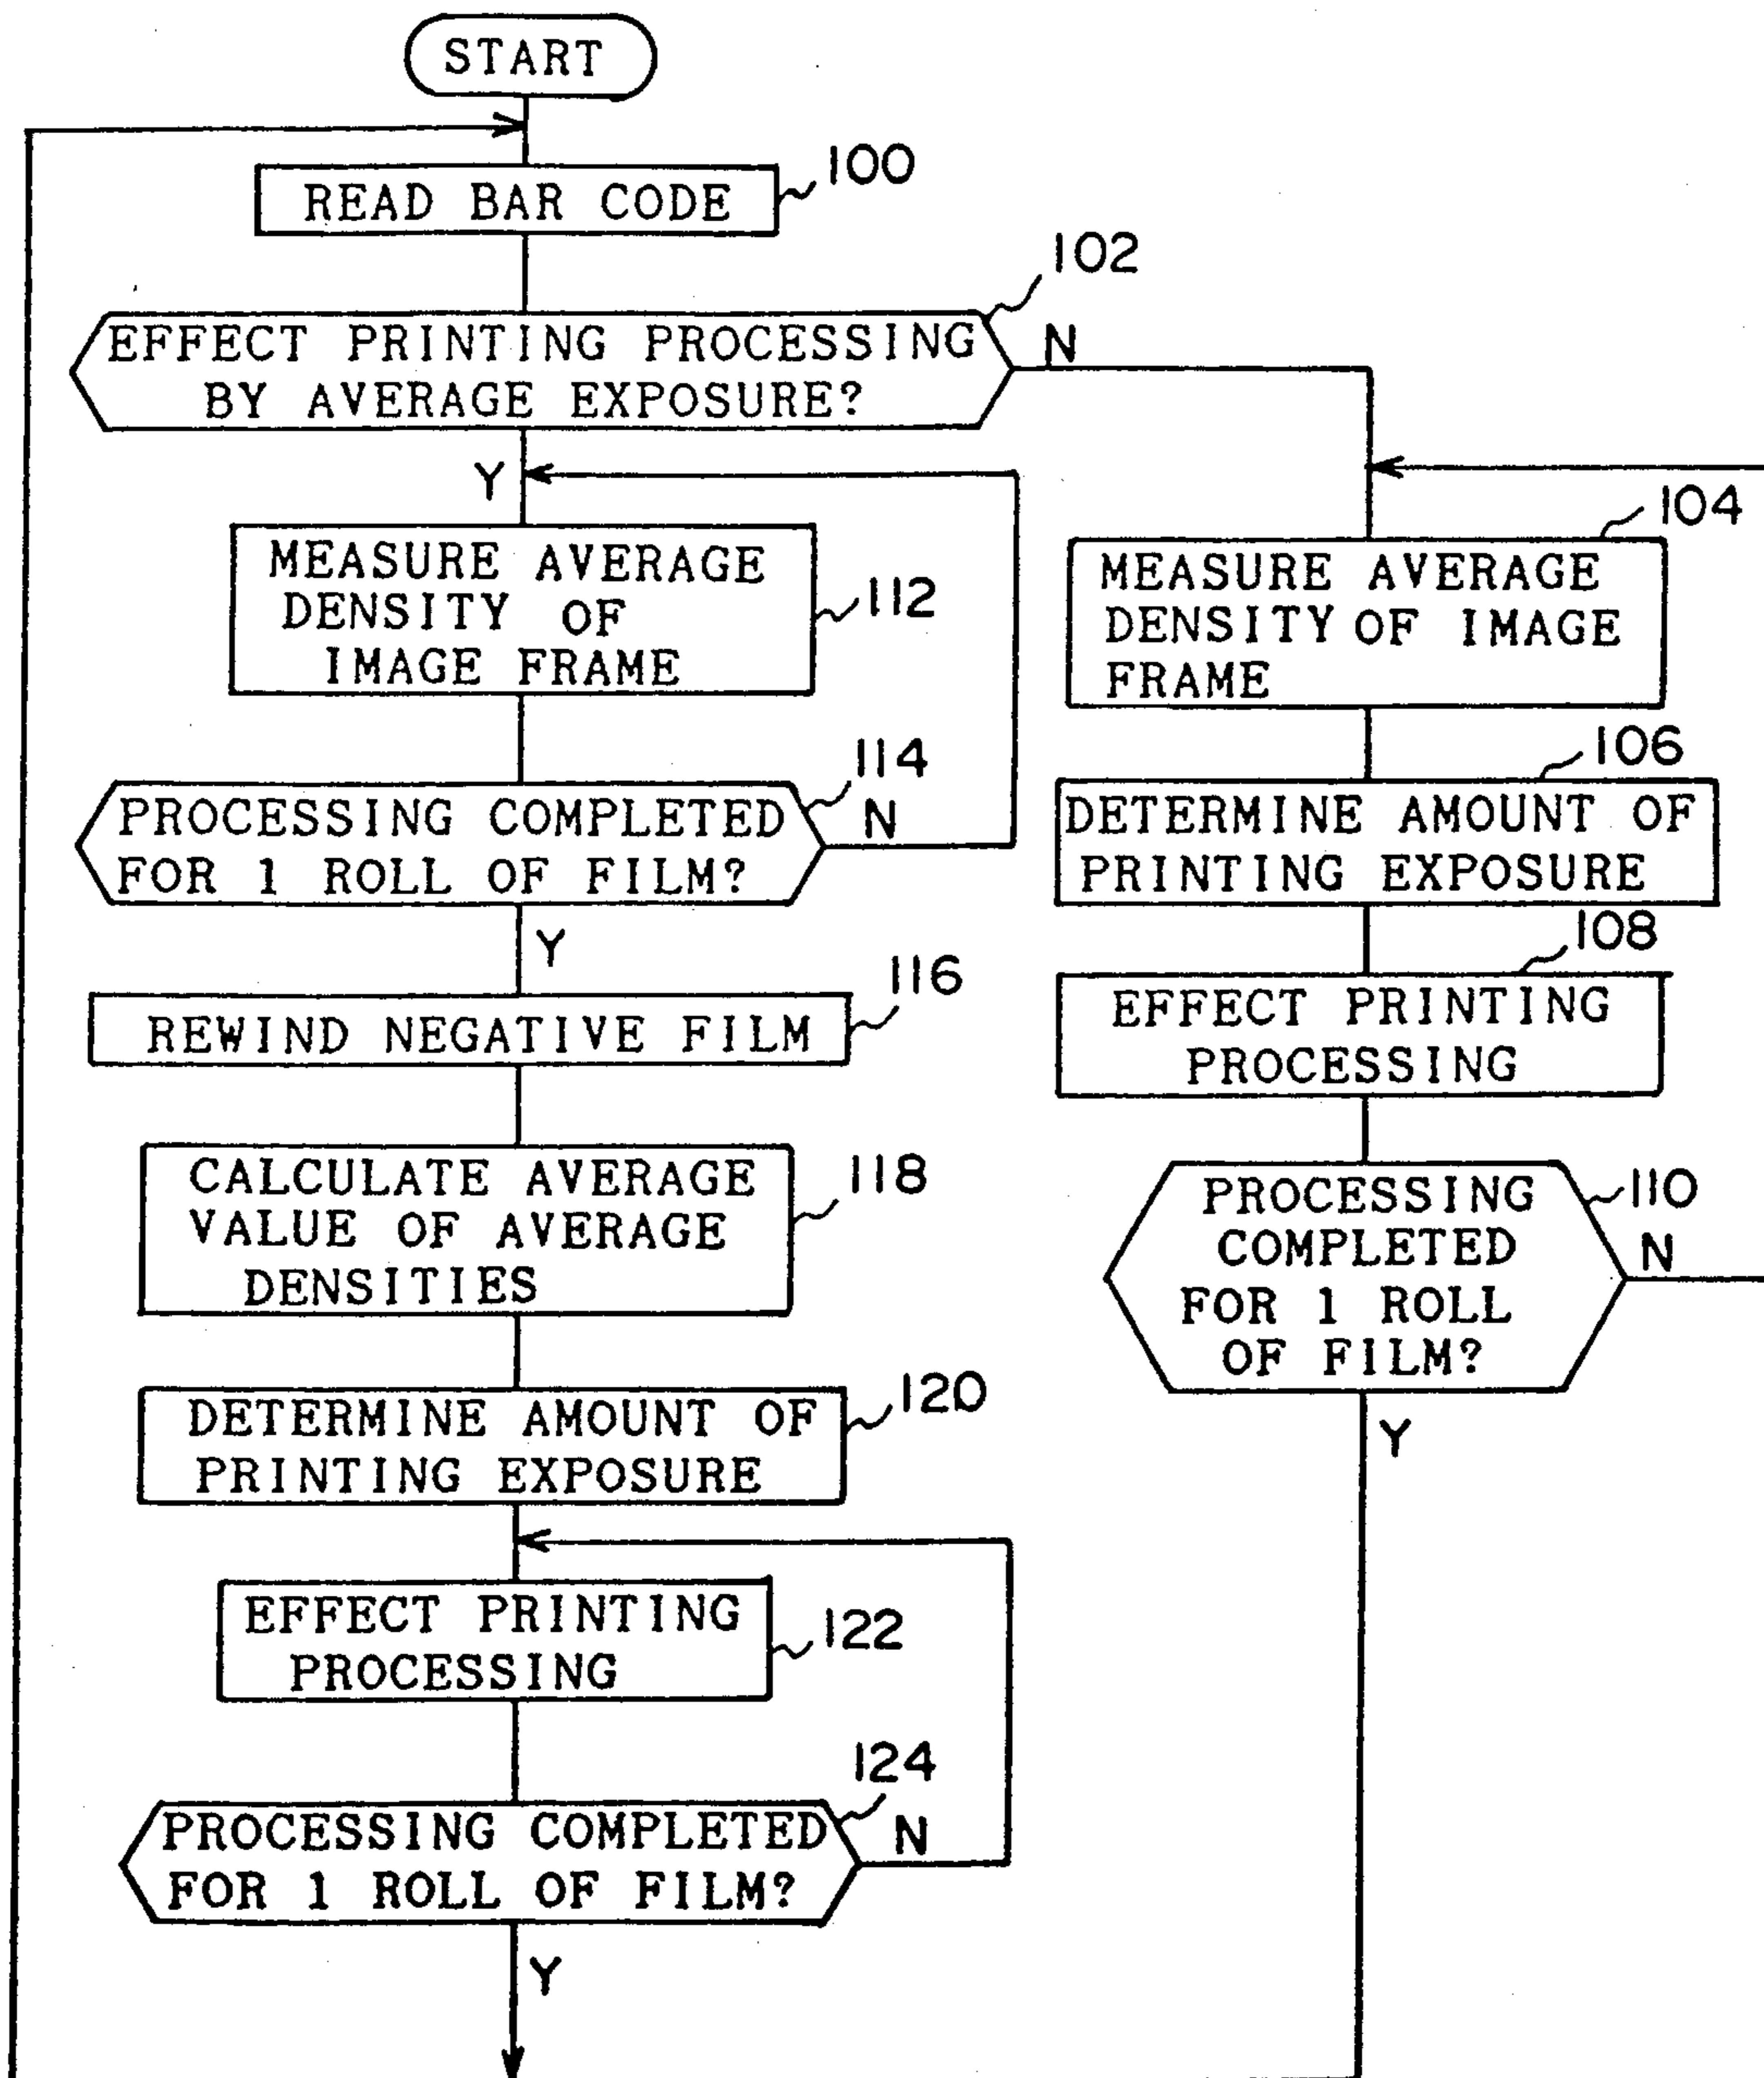 START
READ BAR CODE
100
EFFECT PRINTING PROCESSING
BY AVERAGE EXPOSURE?
102
N
Y
MEASURE AVERAGE
DENSITY OF
IMAGE FRAME
112
PROCESSING COMPLETED
FOR 1 ROLL OF FILM?
114
N
Y
REWIND NEGATIVE FILM
116
CALCULATE AVERAGE
VALUE OF AVERAGE
DENSITIES
118
DETERMINE AMOUNT OF
PRINTING EXPOSURE
120
EFFECT PRINTING
PROCESSING
122
PROCESSING COMPLETED
FOR 1 ROLL OF FILM?
124
N
Y
MEASURE AVERAGE
DENSITY OF IMAGE
FRAME
104
DETERMINE AMOUNT OF
PRINTING EXPOSURE
106
EFFECT PRINTING
PROCESSING
108
PROCESSING
COMPLETED
FOR 1 ROLL
OF FILM?
110
N
Y